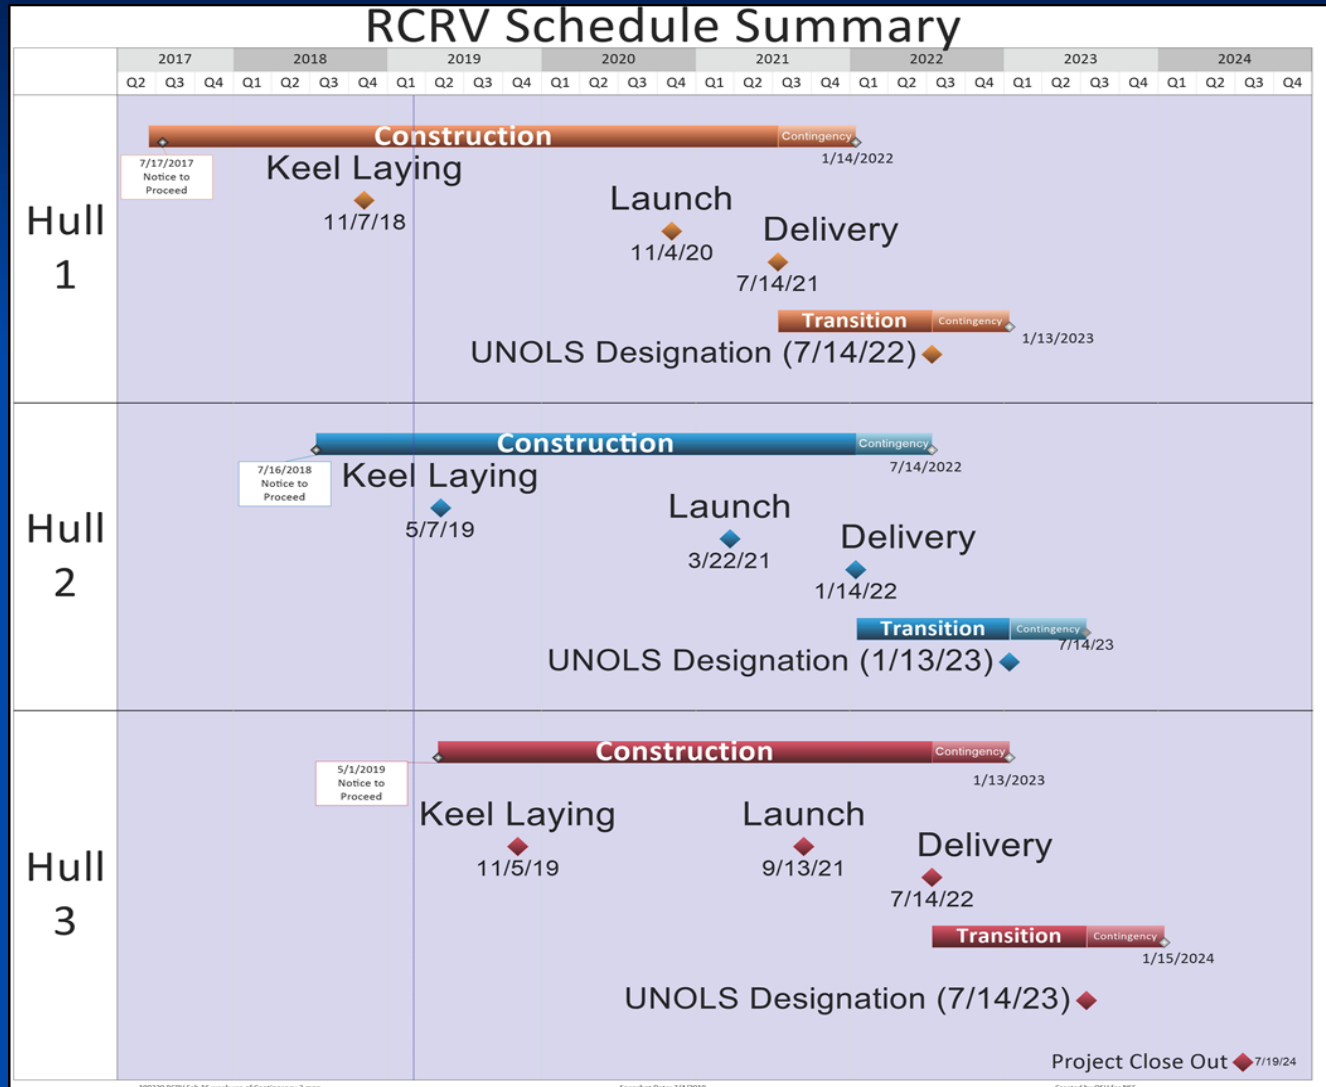 RCRV Schedule Summary
2017 2018 2019 2020 2021 2022 2023 2024
Q2 Q3 Q4 Q1 Q2 Q3 Q4 Q1 Q2 Q3 Q4 Q1 Q2 Q3 Q4 Q1 Q2 Q3 Q4 Q1 Q2 Q3 Q4 Q1 Q2 Q3 Q4 Q1 Q2 Q3 Q4
Hull
1
Construction Contingency
1/14/2022
7/17/2017
Notice to
Proceed
Keel Laying
11/7/18
Launch
11/4/20
Delivery
7/14/21
Transition Contingency
1/13/2023
UNOLS Designation (7/14/22)
Hull
2
Construction Contingency
7/14/2022
7/16/2018
Notice to
Proceed
Keel Laying
5/7/19
Launch
3/22/21
Delivery
1/14/22
Transition Contingency
7/14/23
UNOLS Designation (1/13/23)
Hull
3
Construction Contingency
1/13/2023
5/1/2019
Notice to
Proceed
Keel Laying
11/5/19
Launch
9/13/21
Delivery
7/14/22
Transition Contingency
1/15/2024
UNOLS Designation (7/14/23)
Project Close Out 7/19/24